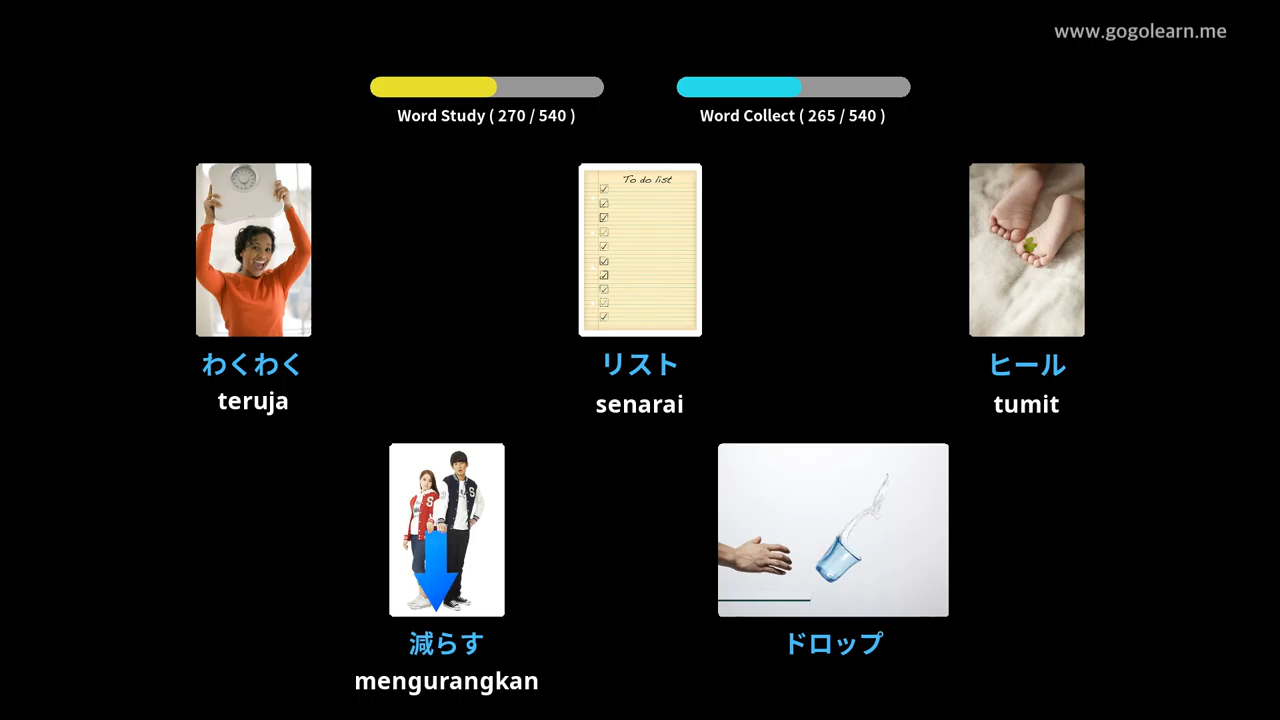 www.gogolearn.me
Word Study ( 270 / 540 )
Word Collect ( 265 / 540 )
To do list
わくわく
teruja
リスト
senarai
ヒール
tumit
S
S
減らす
mengurangkan
ドロップ